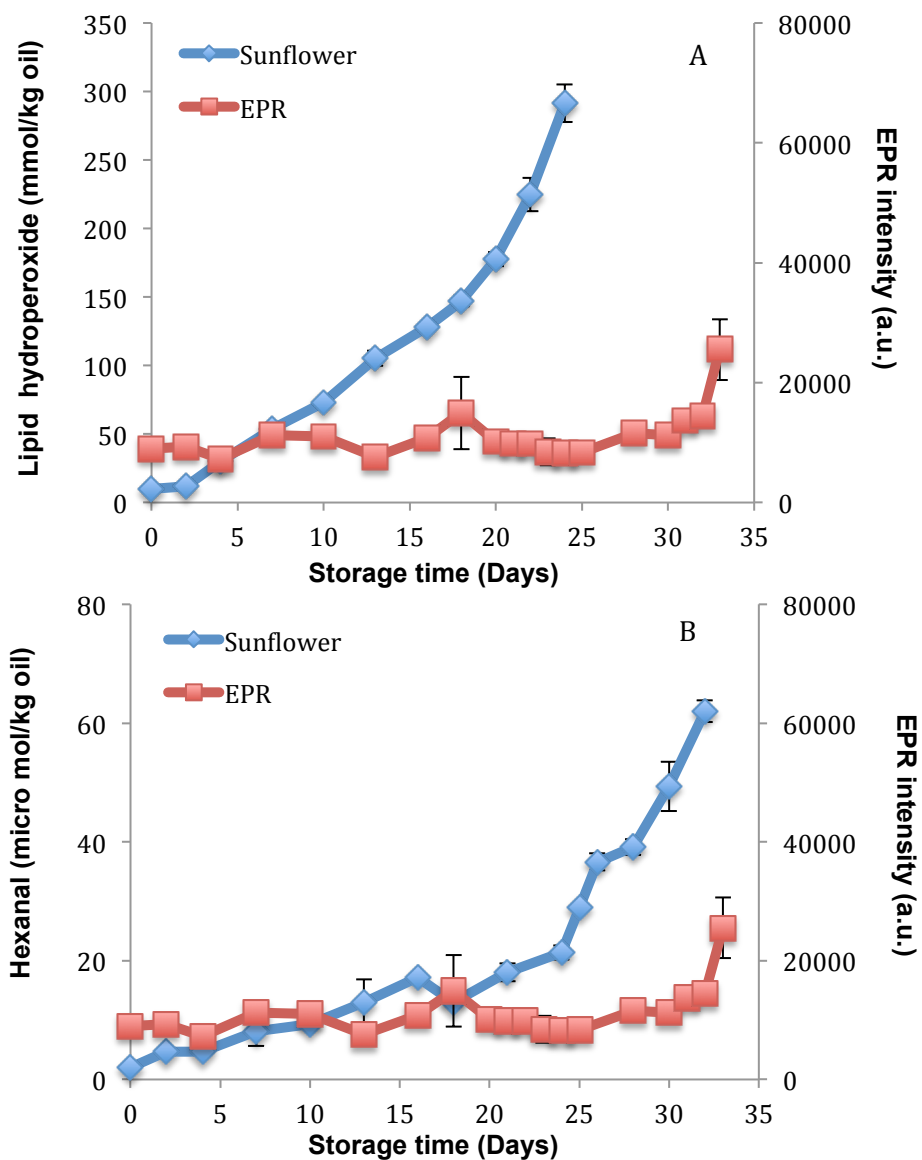 350
300
250
200
150
100
50
0
80000
60000
40000
20000
0
Sunflower
EPR
A
Lipid hydroperoxide (mmol/kg oil)
EPR intensity (a.u.)
0 5 10 15 20 25 30 35
Storage time (Days)
80
60
40
20
0
80000
60000
40000
20000
0
Sunflower
EPR
B
Hexanal (micro mol/kg oil)
EPR intensity (a.u.)
0 5 10 15 20 25 30 35
Storage time (Days)